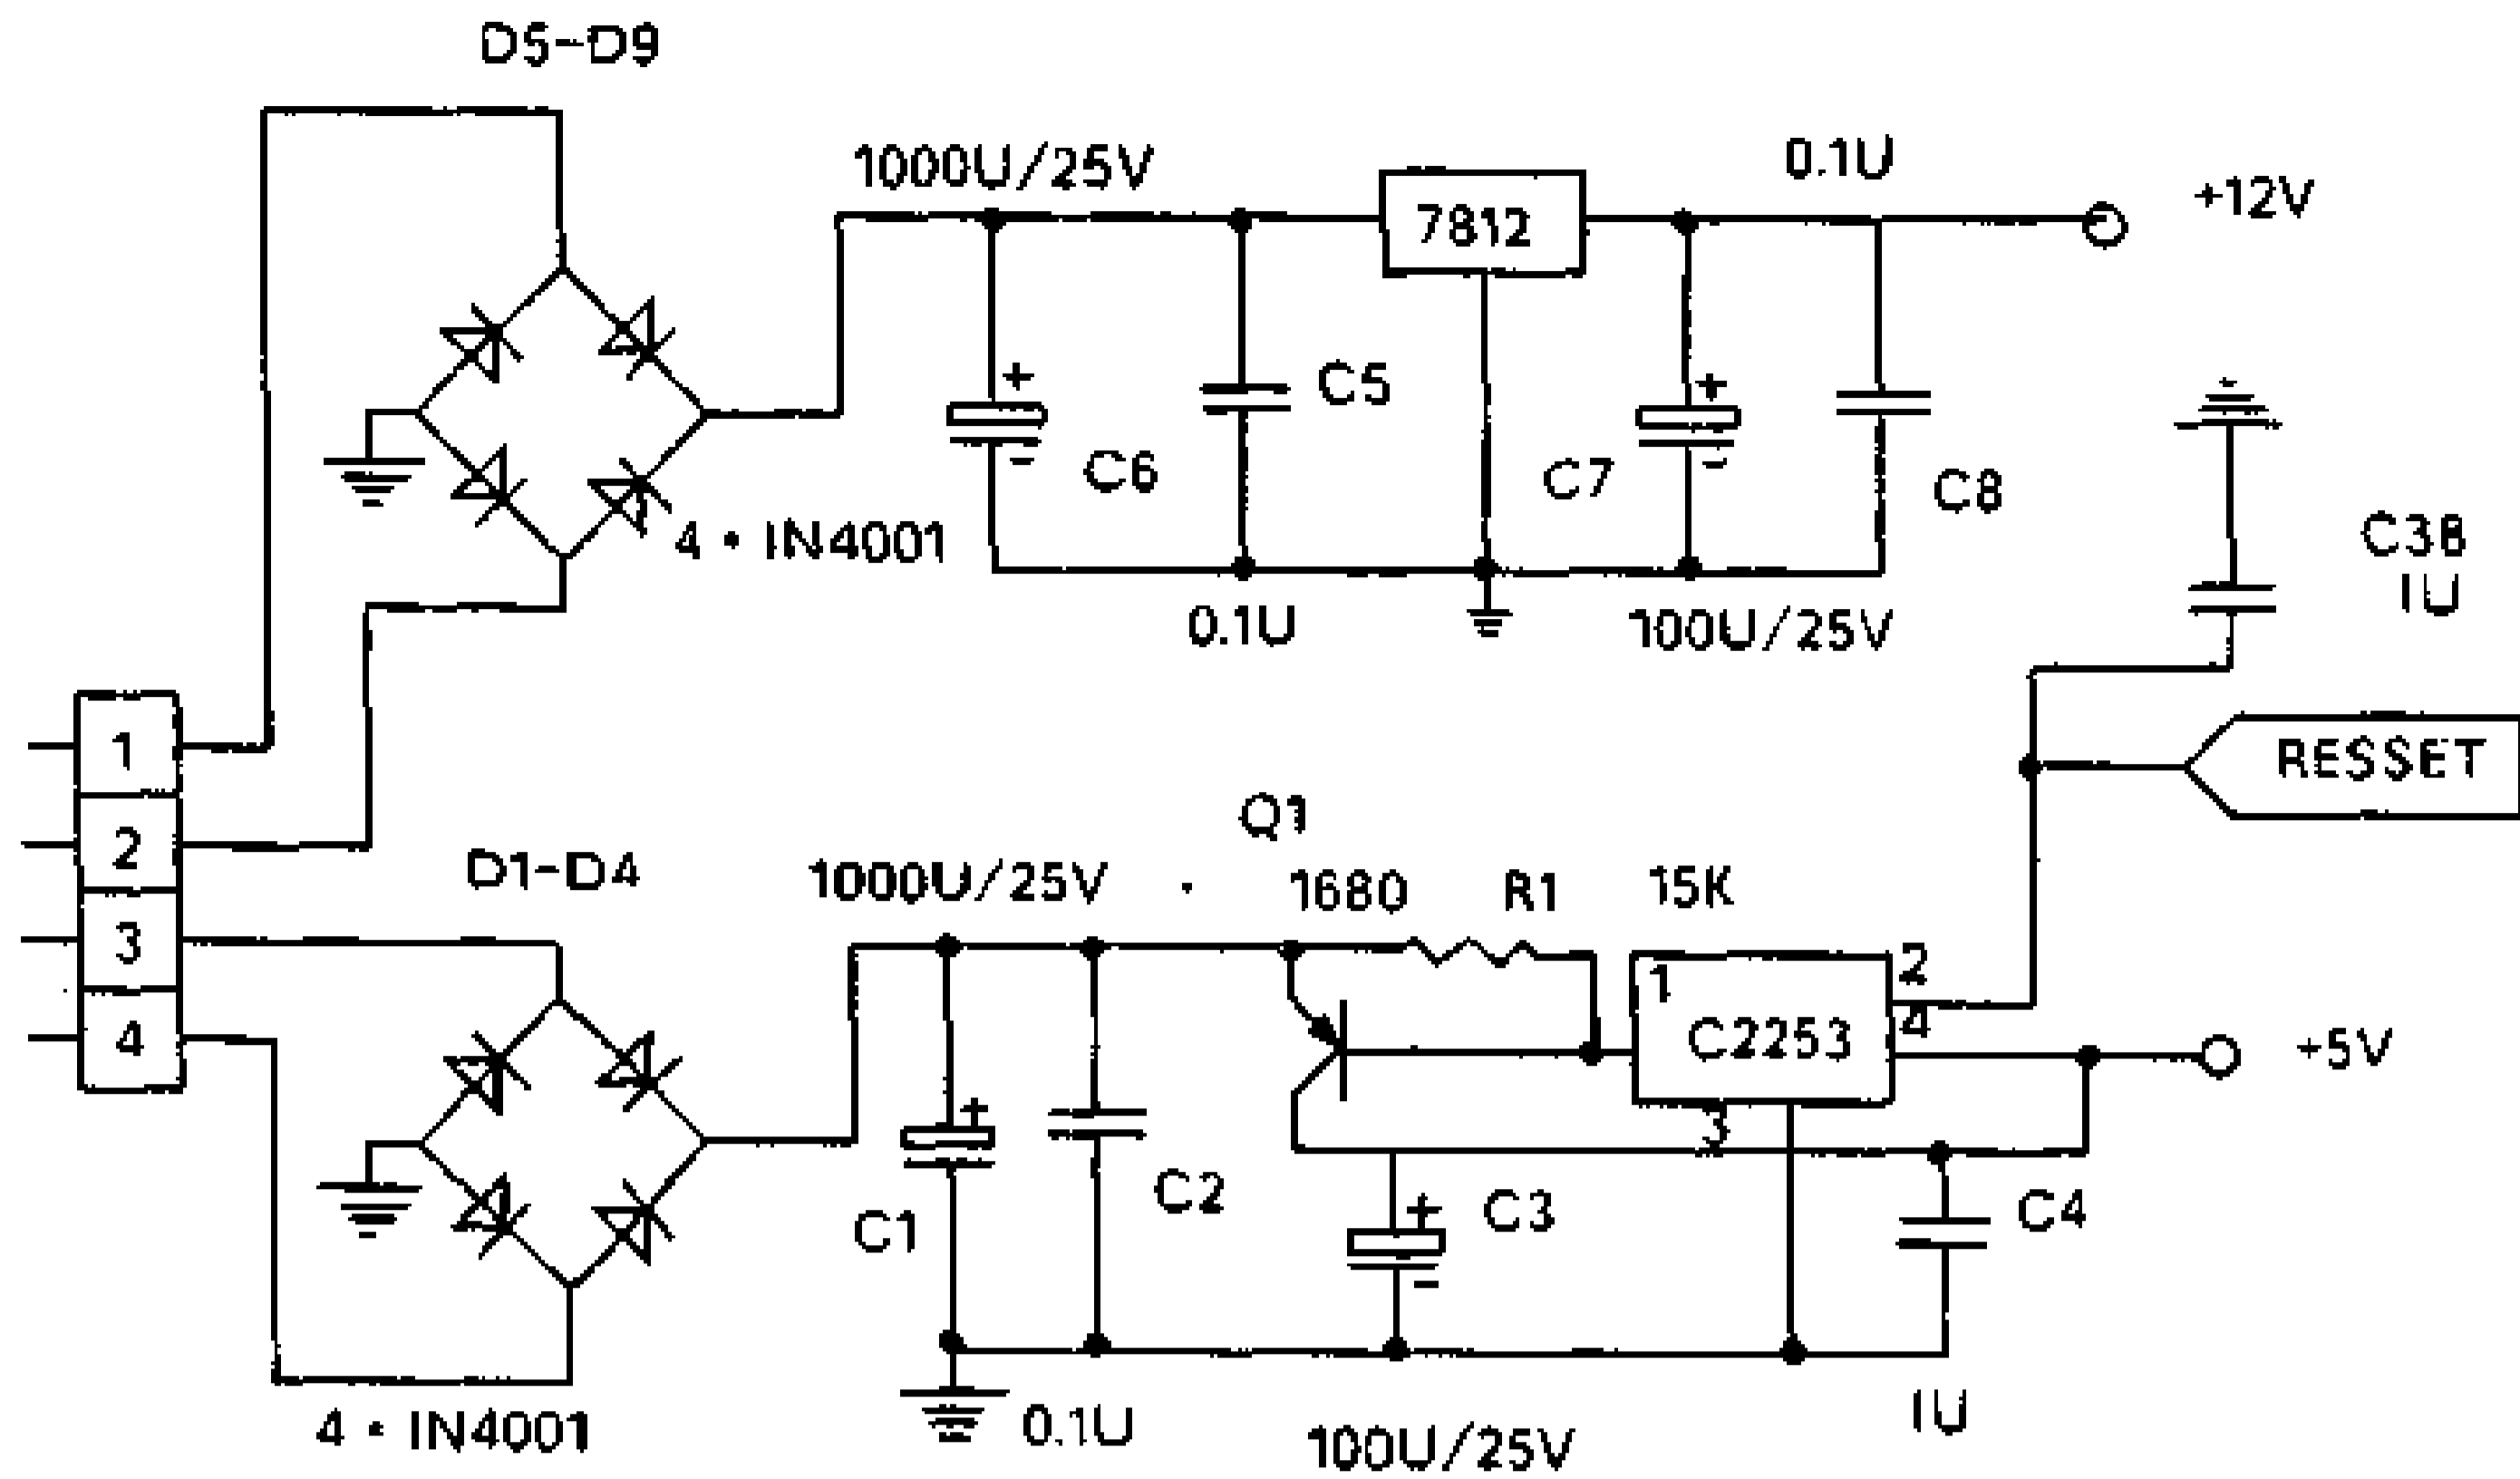 D5-D9
1000U/25V
7812
0.1U
+12V
C5
C6
C7
C8
4 • IN4001
0.1U
100U/25V
C38
1U
1
2
3
4
RESSET
Q1
D1-D4
1000U/25V
1680
R1
15K
1
2
C2253
4
3
+5V
C1
C2
C3
C4
4 • IN4001
0.1U
100U/25V
1U